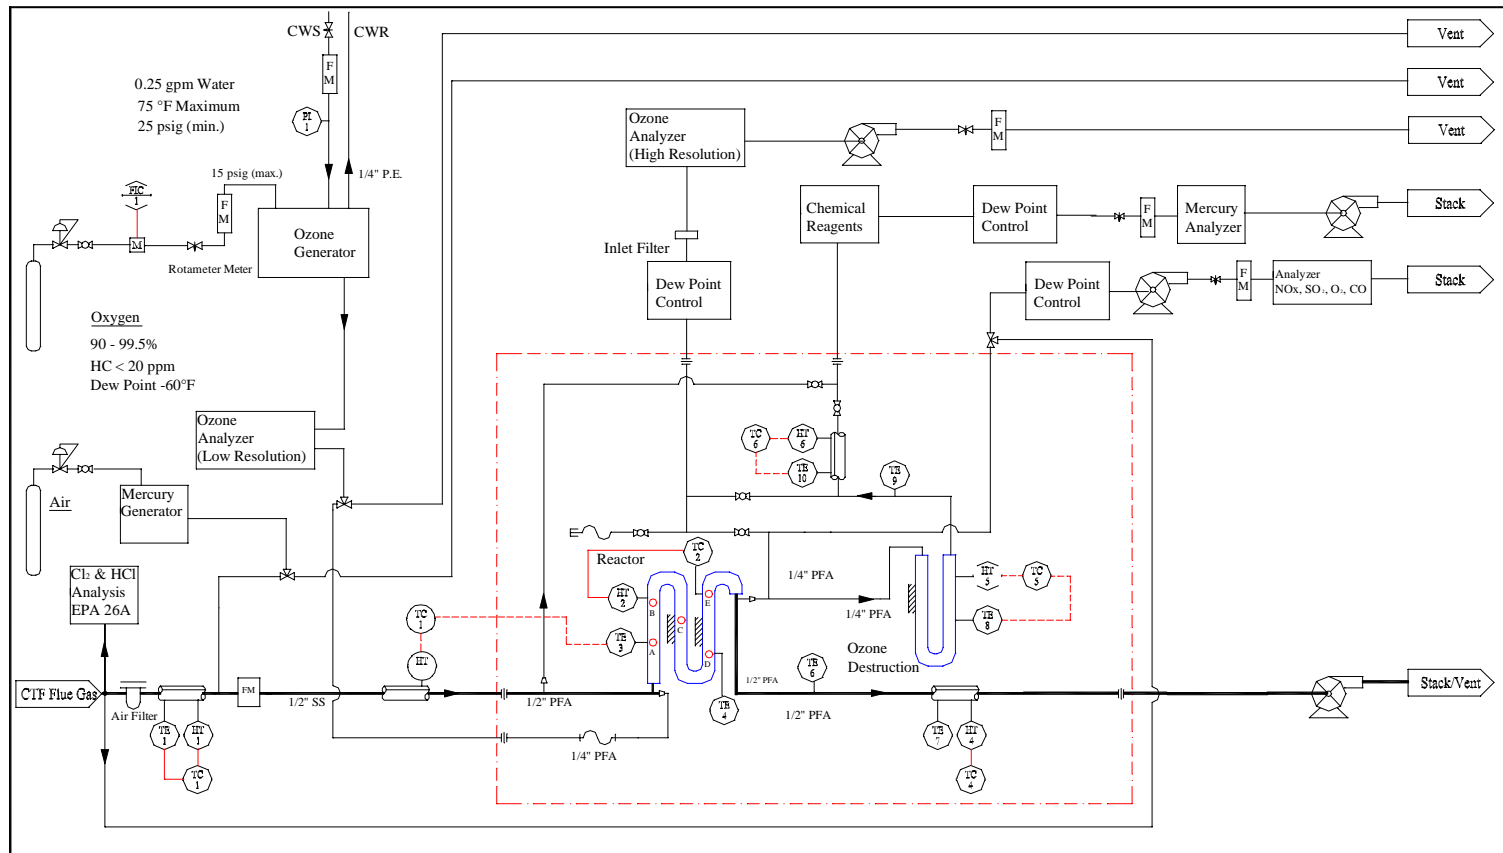 CWS
CWR
Vent
F
M
0.25 gpm Water
75 °F Maximum
25 psig (min.)
Vent
PI
1
Ozone
Analyzer
(High Resolution)
F
M
Vent
15 psig (max.)
1/4" P.E.
FIC
1
F
M
M
Rotameter Meter
Ozone
Generator
Chemical
Reagents
Dew Point
Control
F
M
Mercury
Analyzer
Stack
Inlet Filter
Dew Point
Control
Dew Point
Control
F
M
Analyzer
NOx, SO₂, O₂, CO
Stack
Oxygen
90 - 99.5%
HC < 20 ppm
Dew Point -60°F
Ozone
Analyzer
(Low Resolution)
TC
6
HT
6
TE
10
TE
9
Air
Mercury
Generator
Reactor
TC
2
Cl₂ & HCl
Analysis
EPA 26A
1/4" PFA
1/4" PFA
HT
5
TC
5
TE
8
HT
2
B
E
TC
1
TE
3
A
C
D
HT
Ozone
Destruction
CTF Flue Gas
Air Filter
FM
1/2" SS
1/2" PFA
TE
4
1/2" PFA
TE
6
1/2" PFA
Stack/Vent
TE
1
HT
1
TC
1
1/4" PFA
TE
7
HT
4
TC
4